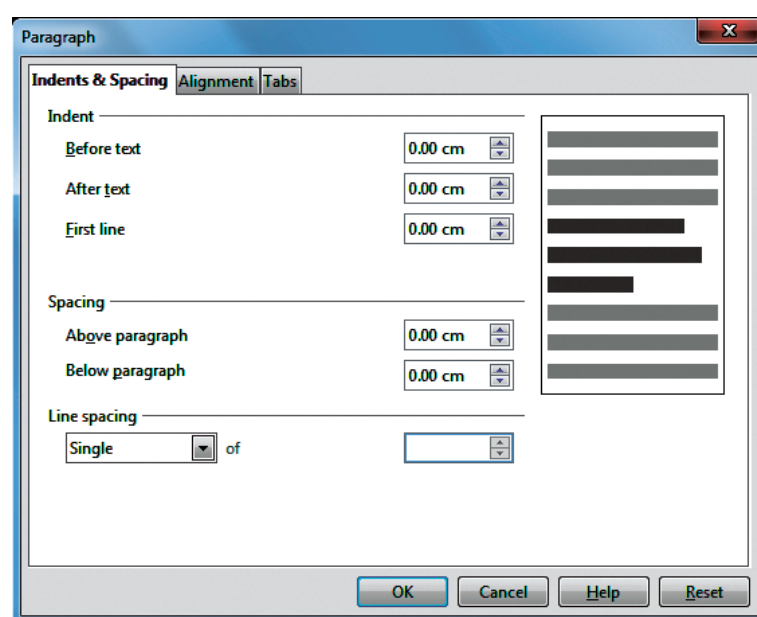 Paragraph
Indents & Spacing Alignment Tabs
Indent
Before text 0.00 cm
After text 0.00 cm
First line 0.00 cm
Spacing
Above paragraph 0.00 cm
Below paragraph 0.00 cm
Line spacing
Single of
OK Cancel Help Reset